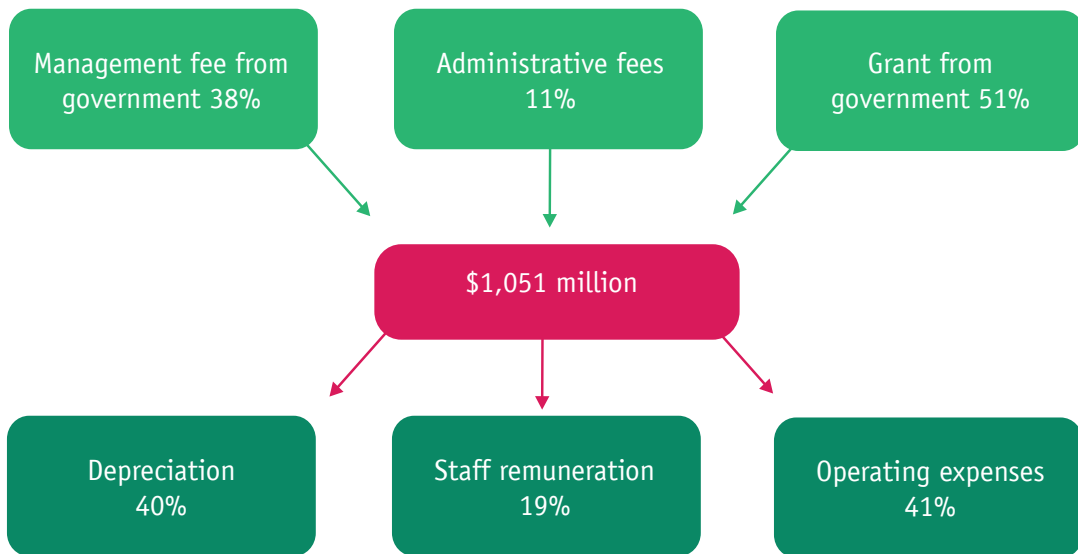 Management fee from
government 38%
Administrative fees
11%
Grant from
government 51%
$1,051 million
Depreciation
40%
Staff remuneration
19%
Operating expenses
41%